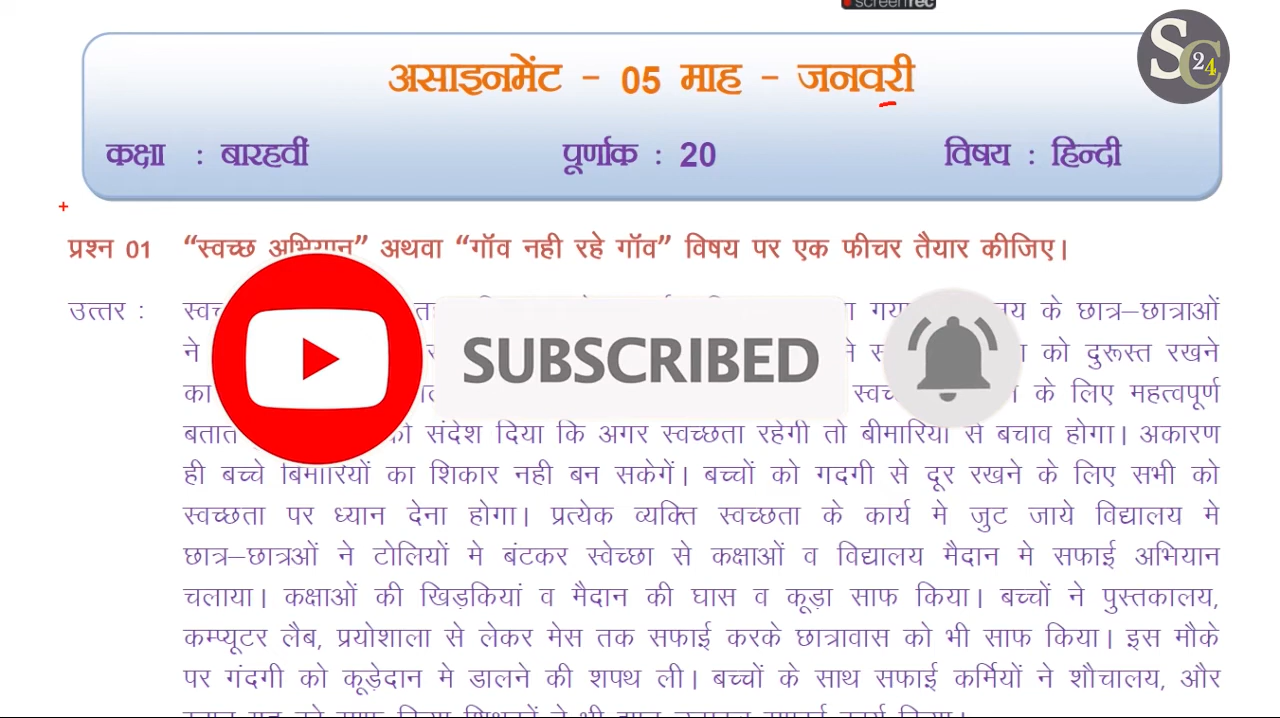 screenrec
SC 24
असाइनमेंट - 05 माह - जनवरी
कक्षा : बारहवीं पूर्णाक : 20 विषय : हिन्दी
प्रश्न 01 “स्वच्छ अभियान” अथवा “गॉव नही रहे गॉव” विषय पर एक फीचर तैयार कीजिए।
उत्तर : के छात्र–छात्राओं
ने को दुरूस्त रखने
का के लिए महत्वपूर्ण
SUBSCRIBED
संदेश दिया कि अगर स्वच्छता रहेगी तो बीमारियों से बचाव होगा। अकारण
ही बच्चे बिमारियों का शिकार नही बन सकेगें। बच्चों को गदगी से दूर रखने के लिए सभी को
स्वच्छता पर ध्यान देना होगा। प्रत्येक व्यक्ति स्वच्छता के कार्य मे जुट जाये विद्यालय मे
छात्र–छात्रओं ने टोलियों मे बंटकर स्वेच्छा से कक्षाओं व विद्यालय मैदान मे सफाई अभियान
चलाया। कक्षाओं की खिड़कियां व मैदान की घास व कूड़ा साफ किया। बच्चों ने पुस्तकालय,
कम्प्यूटर लैब, प्रयोशाला से लेकर मेस तक सफाई करके छात्रावास को भी साफ किया। इस मौके
पर गंदगी को कूड़ेदान मे डालने की शपथ ली। बच्चों के साथ सफाई कर्मियों ने शौचालय, और